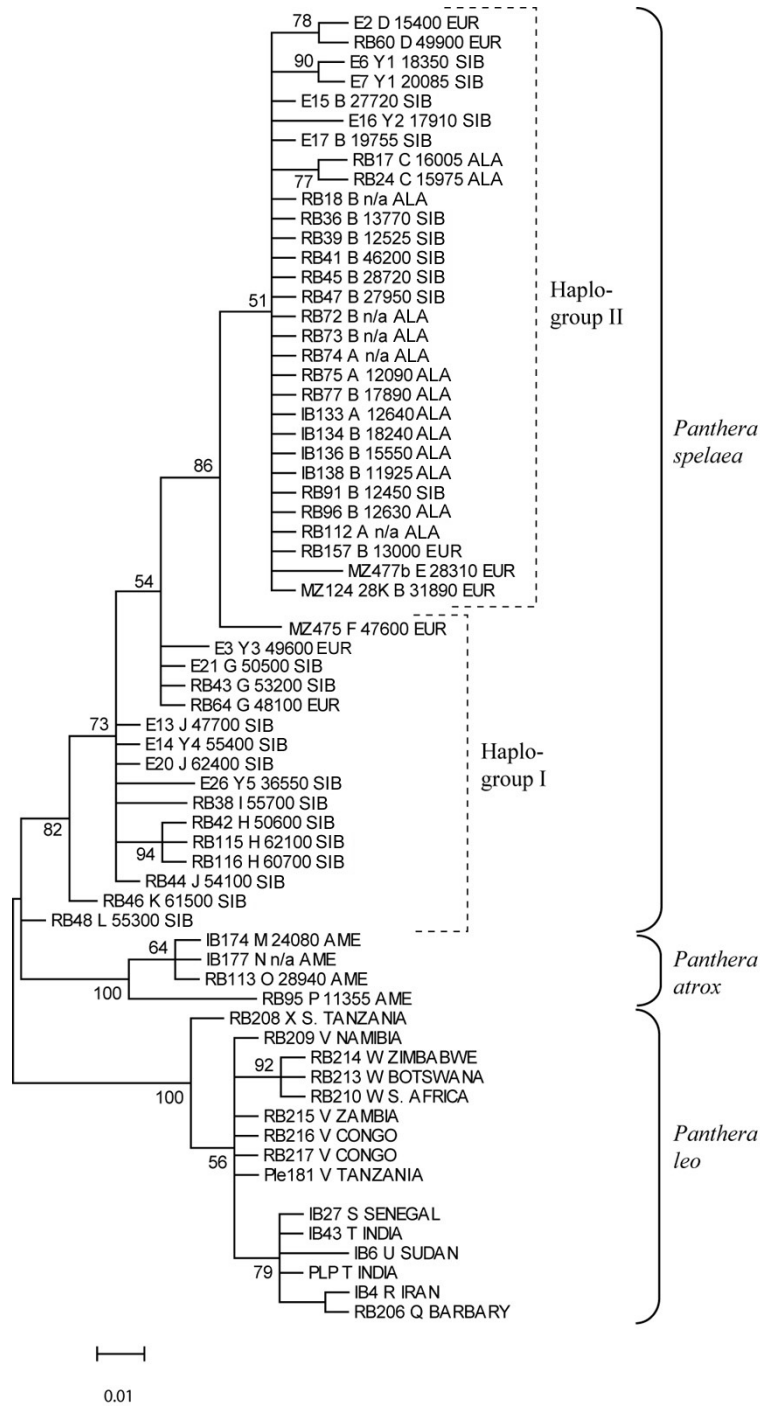 78
E2 D 15400 EUR
RB60 D 49900 EUR
90
E6 Y1 18350 SIB
E7 Y1 20085 SIB
E15 B 27720 SIB
E16 Y2 17910 SIB
E17 B 19755 SIB
RB17 C 16005 ALA
77
RB24 C 15975 ALA
RB18 B n/a ALA
RB36 B 13770 SIB
RB39 B 12525 SIB
RB41 B 46200 SIB
RB45 B 28720 SIB
RB47 B 27950 SIB
51
RB72 B n/a ALA
RB73 B n/a ALA
RB74 A n/a ALA
RB75 A 12090 ALA
RB77 B 17890 ALA
IB133 A 12640 ALA
IB134 B 18240 ALA
IB136 B 15550 ALA
IB138 B 11925 ALA
RB91 B 12450 SIB
RB96 B 12630 ALA
RB112 A n/a ALA
RB157 B 13000 EUR
MZ477b E 28310 EUR
MZ124 28K B 31890 EUR
Haplo-
group II
86
MZ475 F 47600 EUR
54
E3 Y3 49600 EUR
E21 G 50500 SIB
RB43 G 53200 SIB
RB64 G 48100 EUR
73
E13 J 47700 SIB
E14 Y4 55400 SIB
E20 J 62400 SIB
E26 Y5 36550 SIB
RB38 I 55700 SIB
RB42 H 50600 SIB
82
RB115 H 62100 SIB
94
RB116 H 60700 SIB
RB44 J 54100 SIB
RB46 K 61500 SIB
RB48 L 55300 SIB
Haplo-
group I
Panthera
spelaea
IB174 M 24080 AME
64
IB177 N n/a AME
RB113 O 28940 AME
100
RB95 P 11355 AME
Panthera
atrox
RB208 X S. TANZANIA
RB209 V NAMIBIA
RB214 W ZIMBABWE
92
RB213 W BOTSWANA
RB210 W S. AFRICA
100
RB215 V ZAMBIA
RB216 V CONGO
RB217 V CONGO
56
Ple181 V TANZANIA
IB27 S SENEGAL
IB43 T INDIA
IB6 U SUDAN
79
PLP T INDIA
IB4 R IRAN
RB206 Q BARBARY
Panthera
leo
0.01